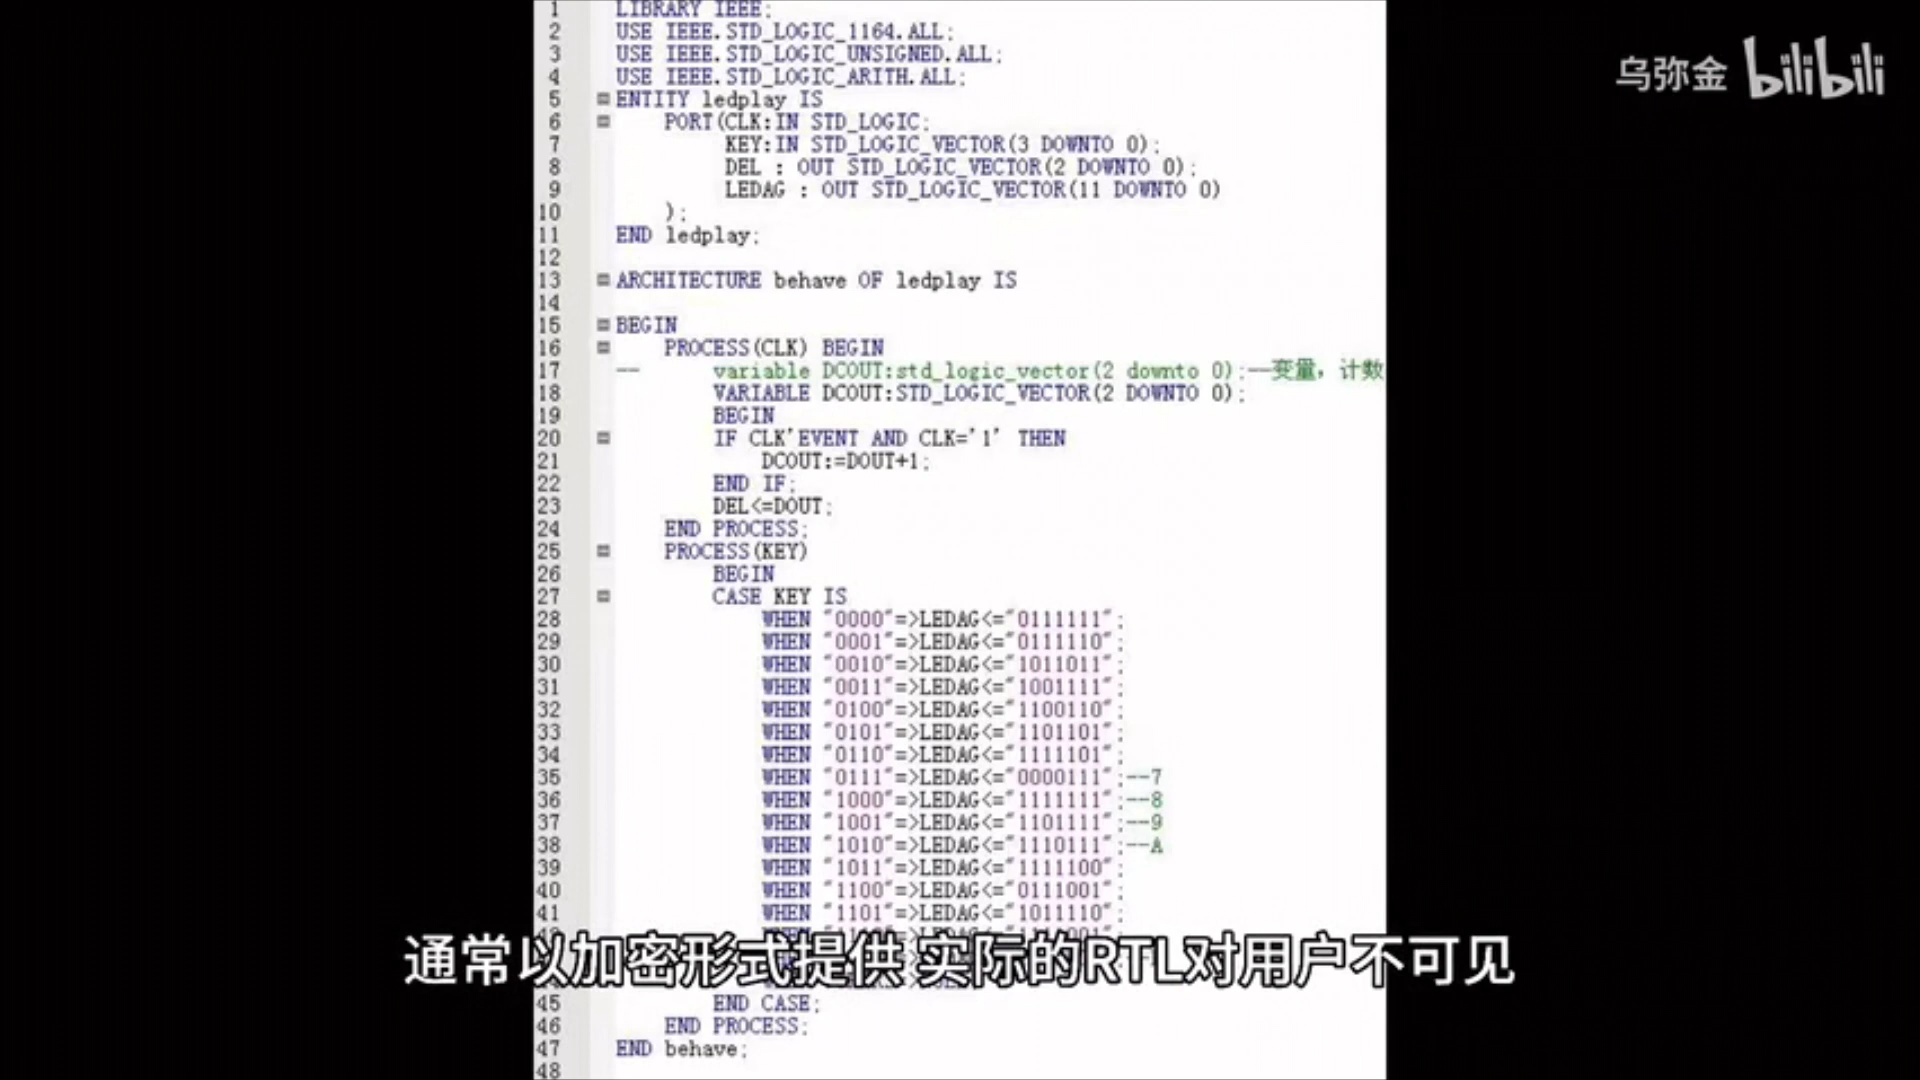 乌弥金 bilibili
1 LIBRARY IEEE;
2 USE IEEE.STD_LOGIC_1164.ALL;
3 USE IEEE.STD_LOGIC_UNSIGNED.ALL;
4 USE IEEE.STD_LOGIC_ARITH.ALL;
5 ENTITY ledplay IS
6 PORT(CLK:IN STD_LOGIC;
7 KEY:IN STD_LOGIC_VECTOR(3 DOWNTO 0);
8 DEL : OUT STD_LOGIC_VECTOR(2 DOWNTO 0);
9 LEDAG : OUT STD_LOGIC_VECTOR(11 DOWNTO 0)
10 );
11 END ledplay;
12
13 ARCHITECTURE behave OF ledplay IS
14
15 BEGIN
16 PROCESS(CLK) BEGIN
17 -- variable DCOUT:std_logic_vector(2 downto 0);--变量，计数
18 VARIABLE DCOUT:STD_LOGIC_VECTOR(2 DOWNTO 0);
19 BEGIN
20 IF CLK'EVENT AND CLK='1' THEN
21 DCOUT:=DOUT+1;
22 END IF;
23 DEL<=DOUT;
24 END PROCESS;
25 PROCESS(KEY)
26 BEGIN
27 CASE KEY IS
28 WHEN "0000"=>LEDAG<="0111111";
29 WHEN "0001"=>LEDAG<="0111110";
30 WHEN "0010"=>LEDAG<="1011011";
31 WHEN "0011"=>LEDAG<="1001111";
32 WHEN "0100"=>LEDAG<="1100110";
33 WHEN "0101"=>LEDAG<="1101101";
34 WHEN "0110"=>LEDAG<="1111101";
35 WHEN "0111"=>LEDAG<="0000111";--7
36 WHEN "1000"=>LEDAG<="1111111";--8
37 WHEN "1001"=>LEDAG<="1101111";--9
38 WHEN "1010"=>LEDAG<="1110111";--A
39 WHEN "1011"=>LEDAG<="1111100";
40 WHEN "1100"=>LEDAG<="0111001";
41 WHEN "1101"=>LEDAG<="1011110";
通常以加密形式提供 实际的RTL对用户不可见
45 END CASE;
46 END PROCESS;
47 END behave;
48